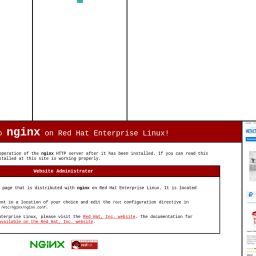 nginx on Red Hat Enterprise Linux!
operation of the nginx HTTP server after it has been installed. If you can read this
installed at this site is working properly.
Website Administrator
page that is distributed with nginx on Red Hat Enterprise Linux. It is located
in a location of your choice and edit the root configuration directive in
/etc/nginx/nginx.conf.
Enterprise Linux, please visit the Red Hat, Inc. website. The documentation for
available on the Red Hat, Inc. website.
NGINX